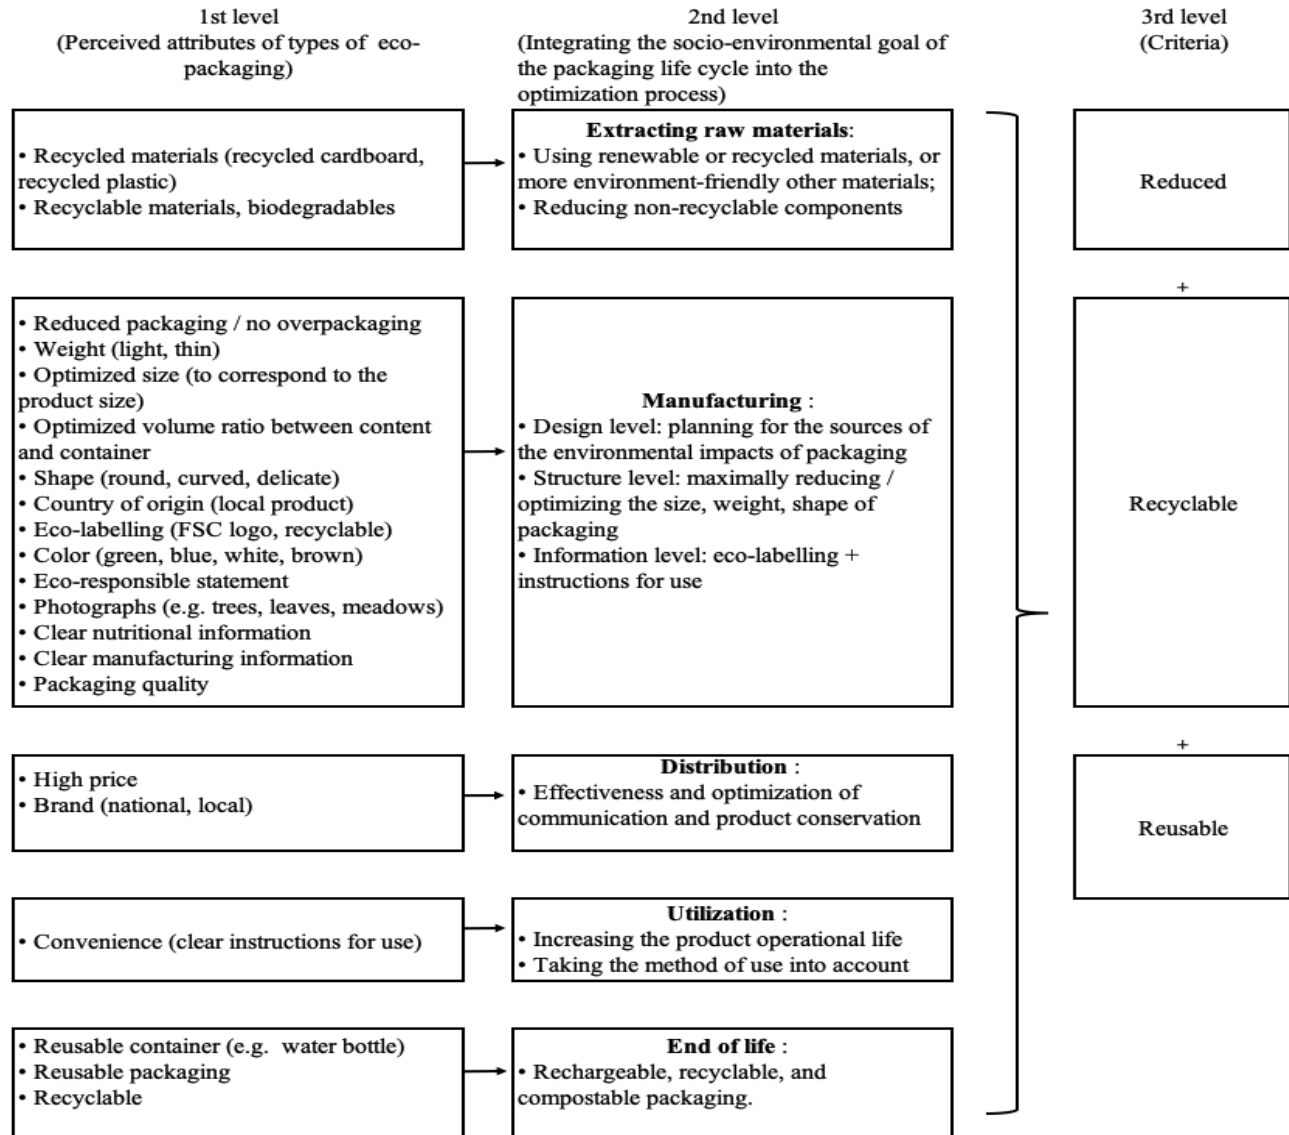 1st level
(Perceived attributes of types of eco-
packaging)
2nd level
(Integrating the socio-environmental goal of
the packaging life cycle into the
optimization process)
3rd level
(Criteria)
• Recycled materials (recycled cardboard,
recycled plastic)
• Recyclable materials, biodegradables
Extracting raw materials:
• Using renewable or recycled materials, or
more environment-friendly other materials;
• Reducing non-recyclable components
Reduced
+
• Reduced packaging / no overpackaging
• Weight (light, thin)
• Optimized size (to correspond to the
product size)
• Optimized volume ratio between content
and container
• Shape (round, curved, delicate)
• Country of origin (local product)
• Eco-labelling (FSC logo, recyclable)
• Color (green, blue, white, brown)
• Eco-responsible statement
• Photographs (e.g. trees, leaves, meadows)
• Clear nutritional information
• Clear manufacturing information
• Packaging quality
Manufacturing :
• Design level: planning for the sources of
the environmental impacts of packaging
• Structure level: maximally reducing /
optimizing the size, weight, shape of
packaging
• Information level: eco-labelling +
instructions for use
Recyclable
+
• High price
• Brand (national, local)
Distribution :
• Effectiveness and optimization of
communication and product conservation
Reusable
• Convenience (clear instructions for use)
Utilization :
• Increasing the product operational life
• Taking the method of use into account
• Reusable container (e.g. water bottle)
• Reusable packaging
• Recyclable
End of life :
• Rechargeable, recyclable, and
compostable packaging.